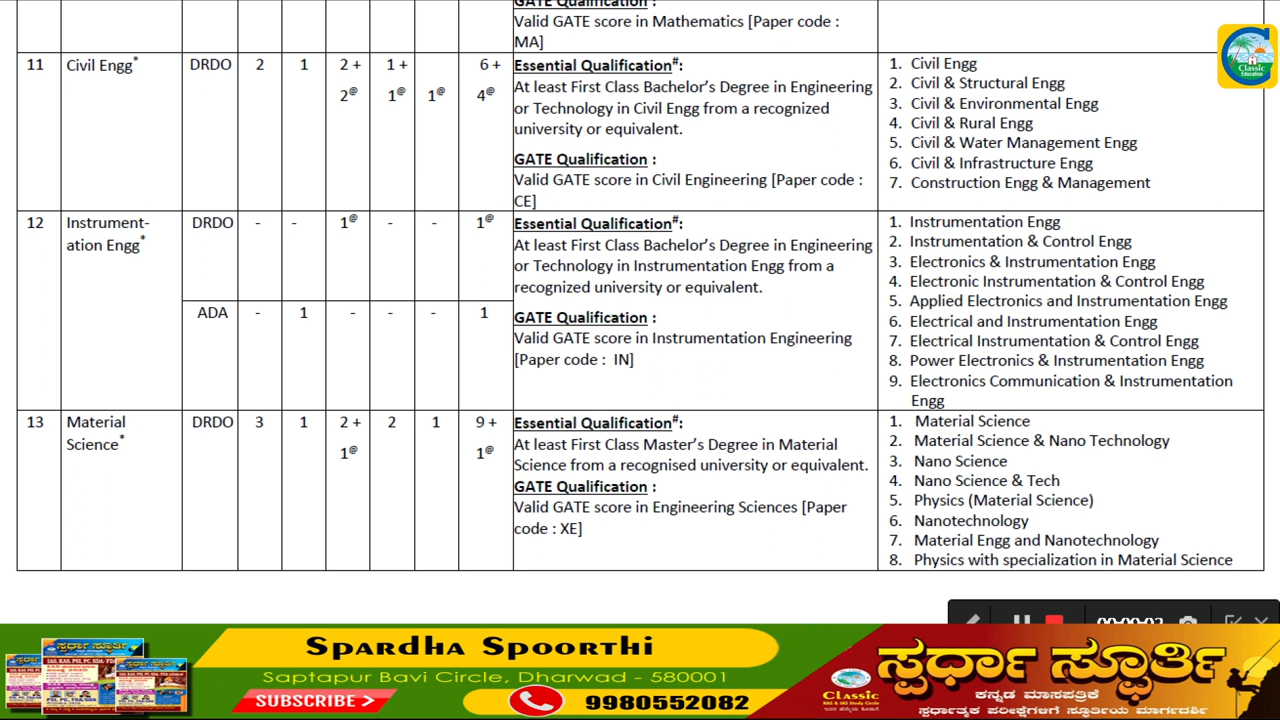 GATE Qualification :
Valid GATE score in Mathematics [Paper code :
MA]
11 Civil Engg* DRDO 2 1 2 + 2@ 1 + 1@ 1@ 6 + 4@
Essential Qualification#:
At least First Class Bachelor’s Degree in Engineering
or Technology in Civil Engg from a recognized
university or equivalent.
GATE Qualification :
Valid GATE score in Civil Engineering [Paper code :
CE]
1. Civil Engg
2. Civil & Structural Engg
3. Civil & Environmental Engg
4. Civil & Rural Engg
5. Civil & Water Management Engg
6. Civil & Infrastructure Engg
7. Construction Engg & Management
12 Instrument-
ation Engg*
DRDO - - 1@ - - 1@
ADA - 1 - - - 1
Essential Qualification#:
At least First Class Bachelor’s Degree in Engineering
or Technology in Instrumentation Engg from a
recognized university or equivalent.
GATE Qualification :
Valid GATE score in Instrumentation Engineering
[Paper code : IN]
1. Instrumentation Engg
2. Instrumentation & Control Engg
3. Electronics & Instrumentation Engg
4. Electronic Instrumentation & Control Engg
5. Applied Electronics and Instrumentation Engg
6. Electrical and Instrumentation Engg
7. Electrical Instrumentation & Control Engg
8. Power Electronics & Instrumentation Engg
9. Electronics Communication & Instrumentation
Engg
13 Material
Science*
DRDO 3 1 2 + 1@ 2 1 9 + 1@
Essential Qualification#:
At least First Class Master’s Degree in Material
Science from a recognised university or equivalent.
GATE Qualification :
Valid GATE score in Engineering Sciences [Paper
code : XE]
1. Material Science
2. Material Science & Nano Technology
3. Nano Science
4. Nano Science & Tech
5. Physics (Material Science)
6. Nanotechnology
7. Material Engg and Nanotechnology
8. Physics with specialization in Material Science
Classic
Education
Spardha Spoorthi
Saptapur Bavi Circle, Dharwad - 580001
SUBSCRIBE
9980552082
ಸ್ಪರ್ಧಾ ಸ್ಫೂರ್ತಿ
ಕನ್ನಡ ಮಾಸಪತ್ರಿಕೆ
ಸ್ಪರ್ಧಾತ್ಮಕ ಪರೀಕ್ಷೆಗಳಿಗೆ ಸ್ಫೂರ್ತಿಯ ಮಾರ್ಗದರ್ಶಿ
Classic